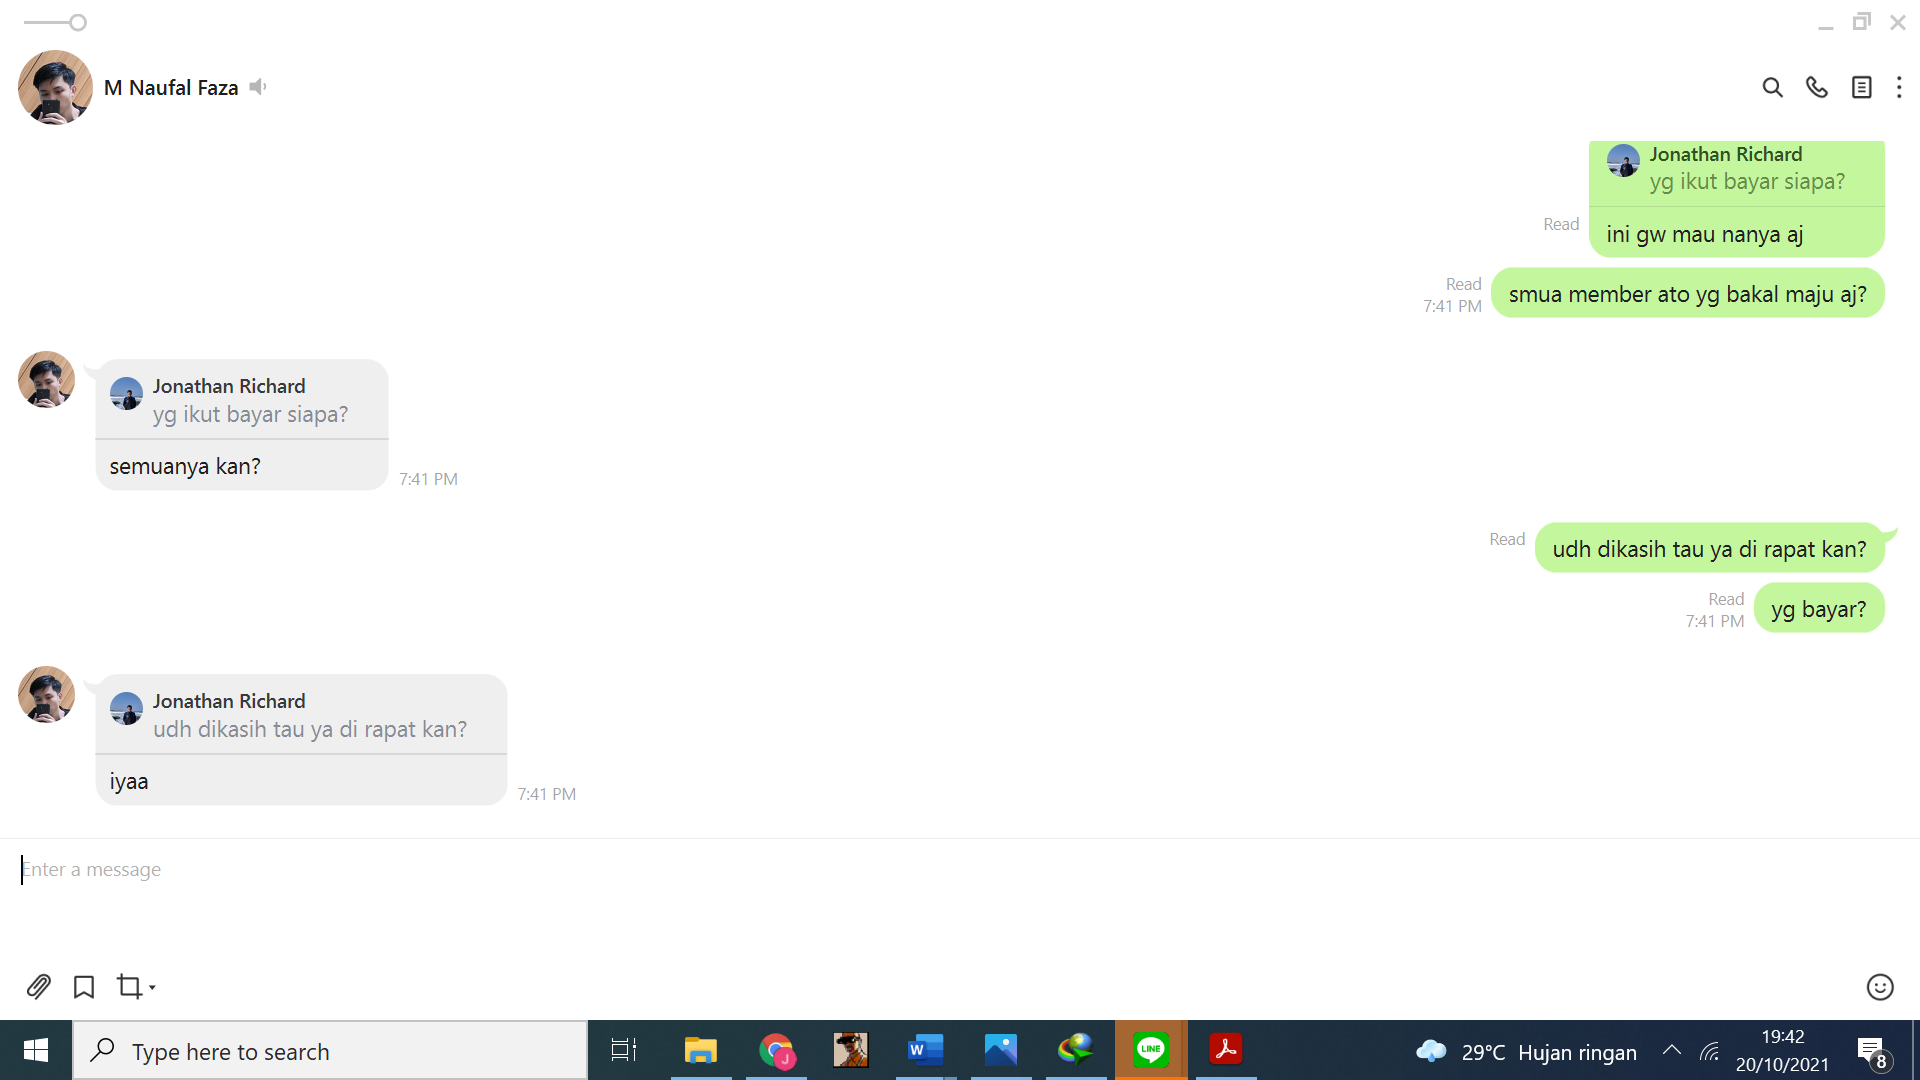 M Naufal Faza
Jonathan Richard
yg ikut bayar siapa?
Read
ini gw mau nanya aj
Read
7:41 PM
smua member ato yg bakal maju aj?
Jonathan Richard
yg ikut bayar siapa?
semuanya kan?
7:41 PM
Read
udh dikasih tau ya di rapat kan?
Read
7:41 PM
yg bayar?
Jonathan Richard
udh dikasih tau ya di rapat kan?
iyaa
7:41 PM
Enter a message
Type here to search
W
LINE
J
29°C Hujan ringan
19:42
20/10/2021
8